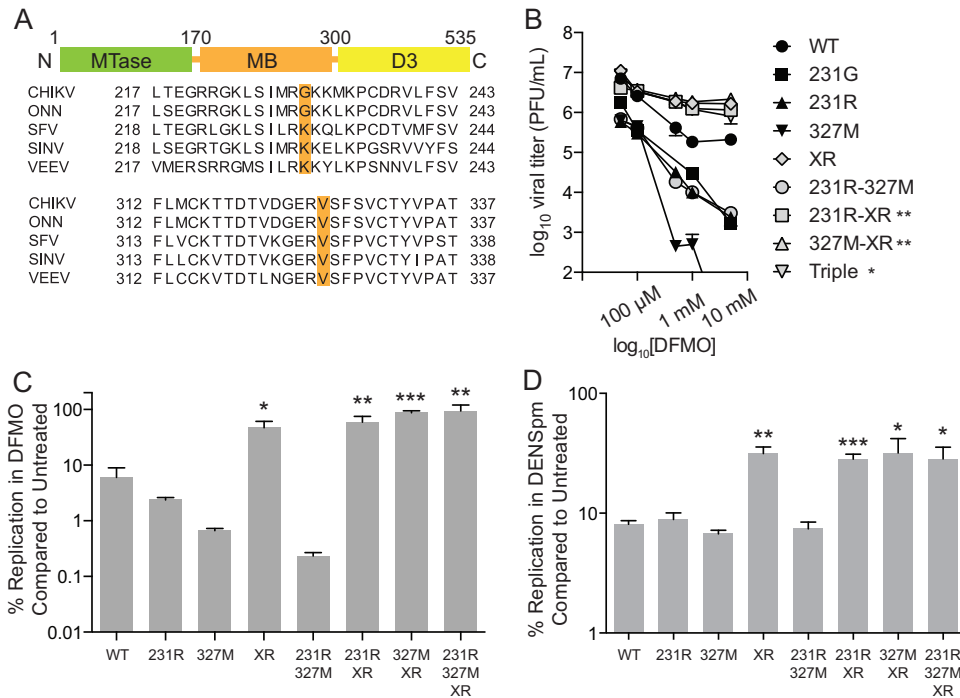 A
1 170 300 535
N MTase MB D3 C
CHIKV 217 LTEGRRGKLSIMRGKKMKPCDRVLFSV 243
ONN 217 LSEGRRGKLSIMRGKKLKPCDRVLFSV 243
SFV 218 LTEGRLGKLSILRKKQLKPCDTVMFSV 244
SINV 218 LSEGRTGKLSIMRKKELKPGSRVVYFS 244
VEEV 217 VMERSRRGMSILRKKYLKPSNNVLFSV 243
CHIKV 312 FLMCKTTDTVDGERVSFSVCTYVPAT 337
ONN 312 FLMCKTTDTVDGERVSFSVCTYVPAT 337
SFV 313 FLVCKTTDTVKGERVSFPVCTYVPST 338
SINV 313 FLLCKVTDTVKGERVSFPVCTYIPAT 338
VEEV 312 FLCCKVTDTLNGERVSFPVCTYVPAT 337
B
log10 viral titer (PFU/mL)
8
7
6
5
4
3
2
100 µM 1 mM 10 mM
log10[DFMO]
WT
231G
231R
327M
XR
231R-327M
231R-XR **
327M-XR **
Triple *
C
% Replication in DFMO
Compared to Untreated
100
10
1
0.1
0.01
* ** *** **
WT 231R 327M XR 231R 231R 327M 231R
327M XR XR 327M
XR
D
% Replication in DENSpm
Compared to Untreated
100
10
1
** *** * *
WT 231R 327M XR 231R 231R 327M 231R
327M XR XR 327M
XR